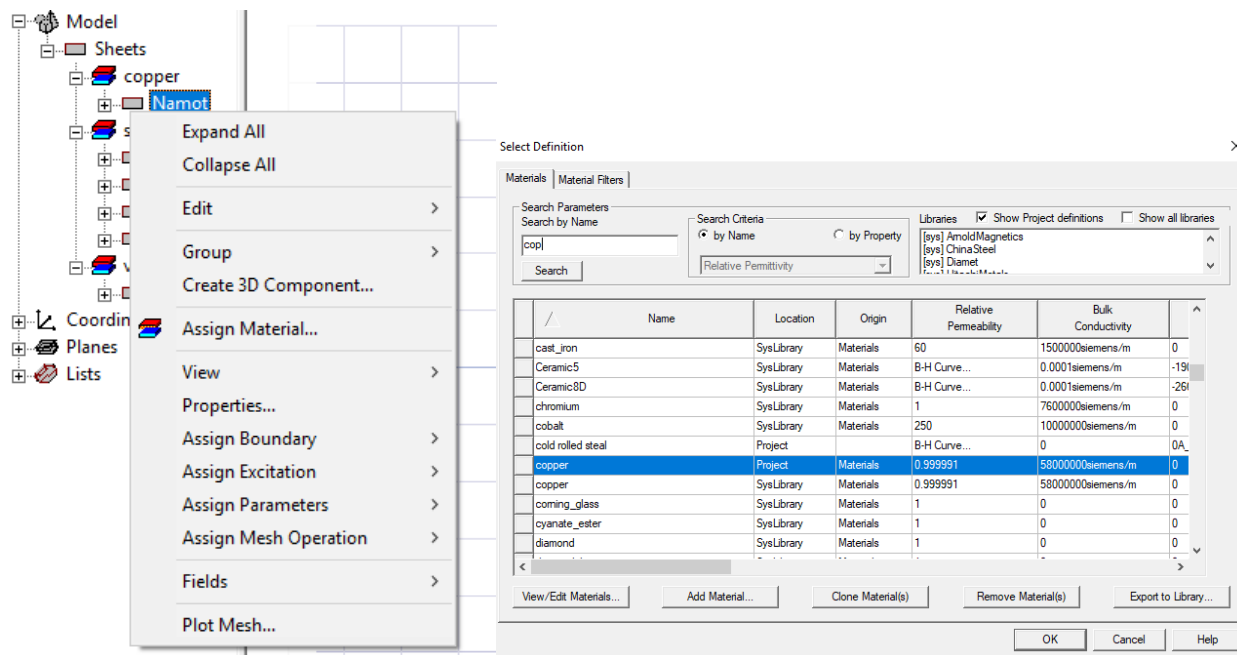 Model
Sheets
copper
Namot
s
Expand All
Collapse All
Edit
Group
Create 3D Component...
Assign Material...
View
Properties...
Assign Boundary
Assign Excitation
Assign Parameters
Assign Mesh Operation
Fields
Plot Mesh...
v
Coordin
Planes
Lists
Select Definition
Materials Material Filters
Search Parameters
Search by Name
cop
Search
Search Criteria
by Name by Property
Relative Permittivity
Libraries Show Project definitions Show all libraries
[sys] ArnoldMagnetics
[sys] ChinaSteel
[sys] Diamet
[sys] HitachiMetals
/ Name Location Origin Relative Permeability Bulk Conductivity
cast_iron SysLibrary Materials 60 1500000siemens/m 0
Ceramic5 SysLibrary Materials B-H Curve... 0.0001siemens/m -190
Ceramic8D SysLibrary Materials B-H Curve... 0.0001siemens/m -260
chromium SysLibrary Materials 1 7600000siemens/m 0
cobalt SysLibrary Materials 250 10000000siemens/m 0
cold rolled steal Project B-H Curve... 0 0A_
copper Project Materials 0.999991 58000000siemens/m 0
copper SysLibrary Materials 0.999991 58000000siemens/m 0
corning_glass SysLibrary Materials 1 0 0
cyanate_ester SysLibrary Materials 1 0 0
diamond SysLibrary Materials 1 0 0
View/Edit Materials... Add Material... Clone Material(s) Remove Material(s) Export to Library...
OK Cancel Help